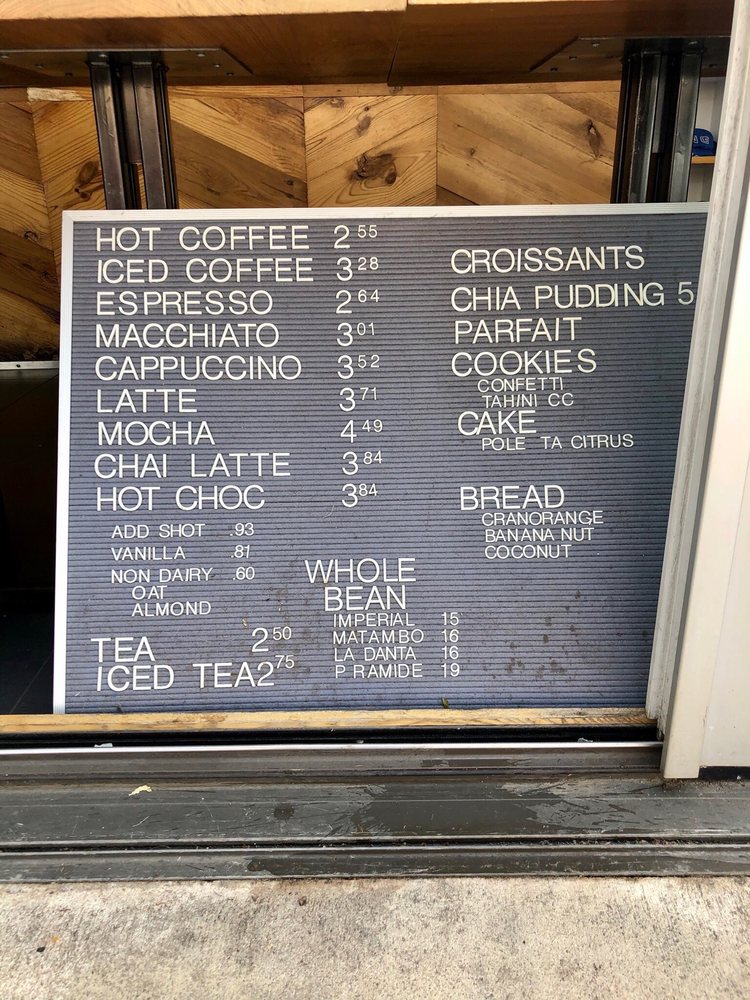 HOT COFFEE 2 55
ICED COFFEE 3 28
ESPRESSO 2 64
MACCHIATO 3 01
CAPPUCCINO 3 52
LATTE 3 71
MOCHA 4 49
CHAI LATTE 3 84
HOT CHOC 3 84
ADD SHOT .93
VANILLA .81
NON DAIRY .60
OAT
ALMOND
TEA 2 50
ICED TEA 2 75
WHOLE
BEAN
IMPERIAL 15
MATAMBO 16
LA DANTA 16
P RAMIDE 19
CROISSANTS
CHIA PUDDING 5
PARFAIT
COOKIES
CONFETTI
TAHINI CC
CAKE
POLE TA CITRUS
BREAD
CRANORANGE
BANANA NUT
COCONUT